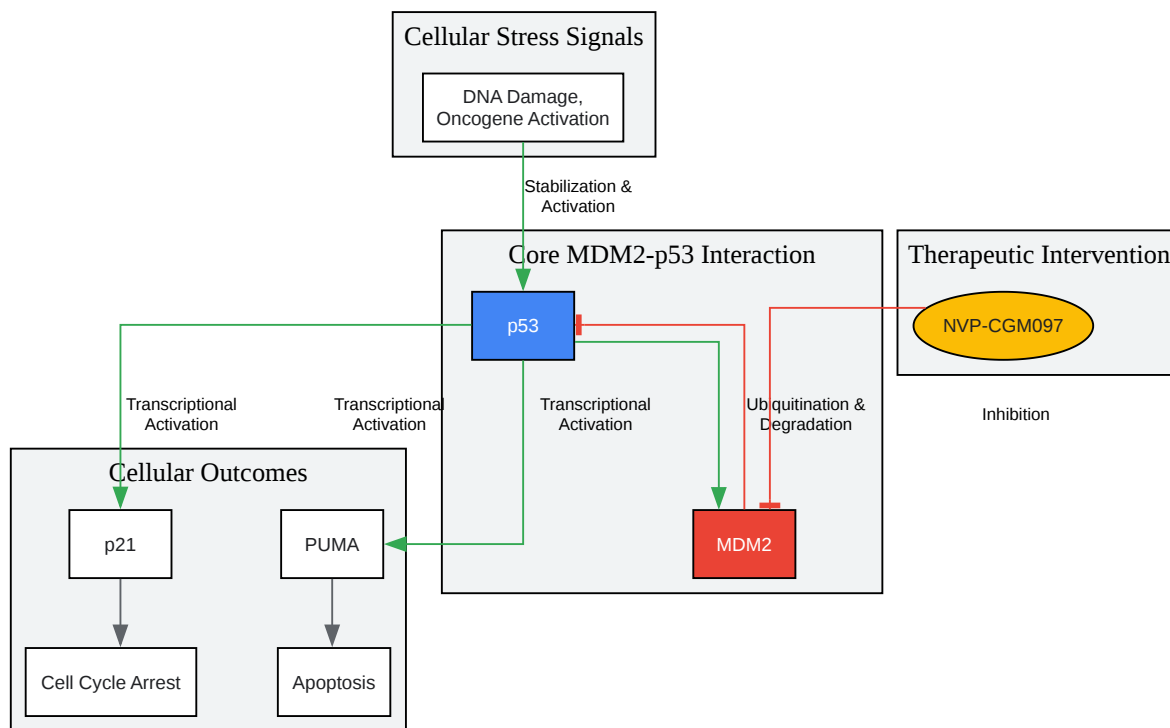 Cellular Stress Signals
DNA Damage,
Oncogene Activation
Stabilization &
Activation
Core MDM2-p53 Interaction
Therapeutic Intervention
p53
NVP-CGM097
Transcriptional
Activation
Transcriptional
Activation
Transcriptional
Activation
Ubiquitination &
Degradation
Inhibition
Cellular Outcomes
p21
PUMA
MDM2
Cell Cycle Arrest
Apoptosis